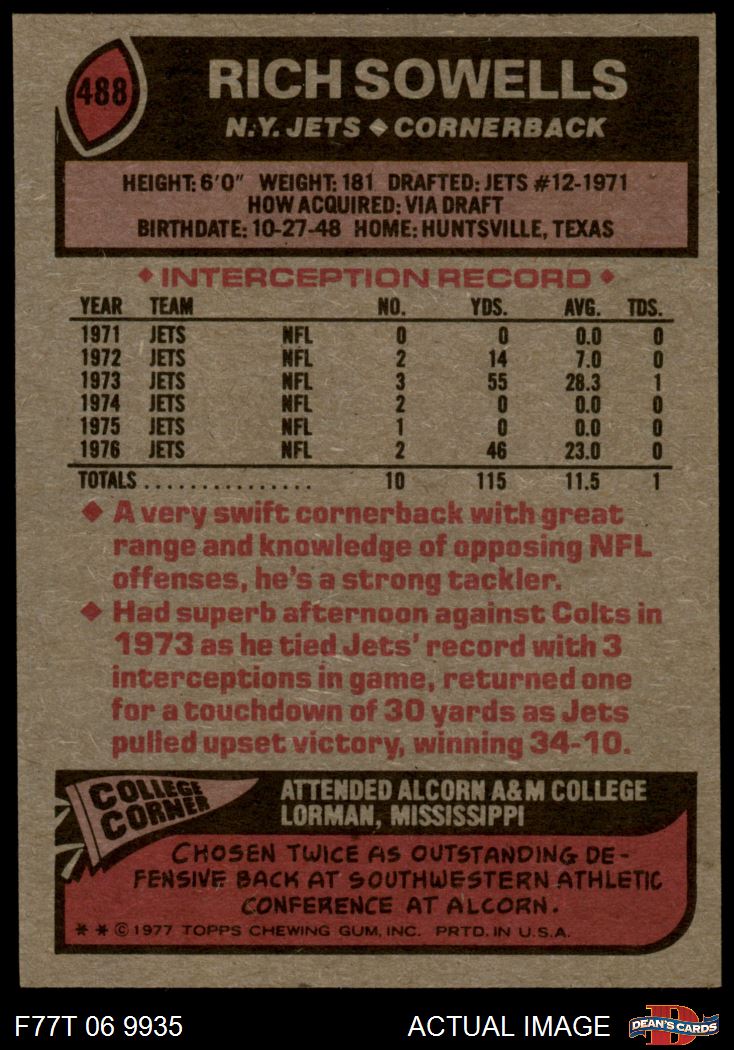 488
RICH SOWELLS
N.Y. JETS ◆ CORNERBACK
HEIGHT: 6'0" WEIGHT: 181 DRAFTED: JETS #12-1971
HOW ACQUIRED: VIA DRAFT
BIRTHDATE: 10-27-48 HOME: HUNTSVILLE, TEXAS
◆ INTERCEPTION RECORD ◆
YEAR TEAM NO. YDS. AVG. TDS.
1971 JETS NFL 0 0 0.0 0
1972 JETS NFL 2 14 7.0 0
1973 JETS NFL 3 55 28.3 1
1974 JETS NFL 2 0 0.0 0
1975 JETS NFL 1 0 0.0 0
1976 JETS NFL 2 46 23.0 0
TOTALS............... 10 115 11.5 1
◆ A very swift cornerback with great
range and knowledge of opposing NFL
offenses, he's a strong tackler.
◆ Had superb afternoon against Colts in
1973 as he tied Jets' record with 3
interceptions in game, returned one
for a touchdown of 30 yards as Jets
pulled upset victory, winning 34-10.
COLLEGE
CORNER
ATTENDED ALCORN A&M COLLEGE
LORMAN, MISSISSIPPI
CHOSEN TWICE AS OUTSTANDING DE-
FENSIVE BACK AT SOUTHWESTERN ATHLETIC
CONFERENCE AT ALCORN.
* * © 1977 TOPPS CHEWING GUM, INC. PRTD. IN U.S.A.
F77T 06 9935
ACTUAL IMAGE
D
DEAN'S CARDS